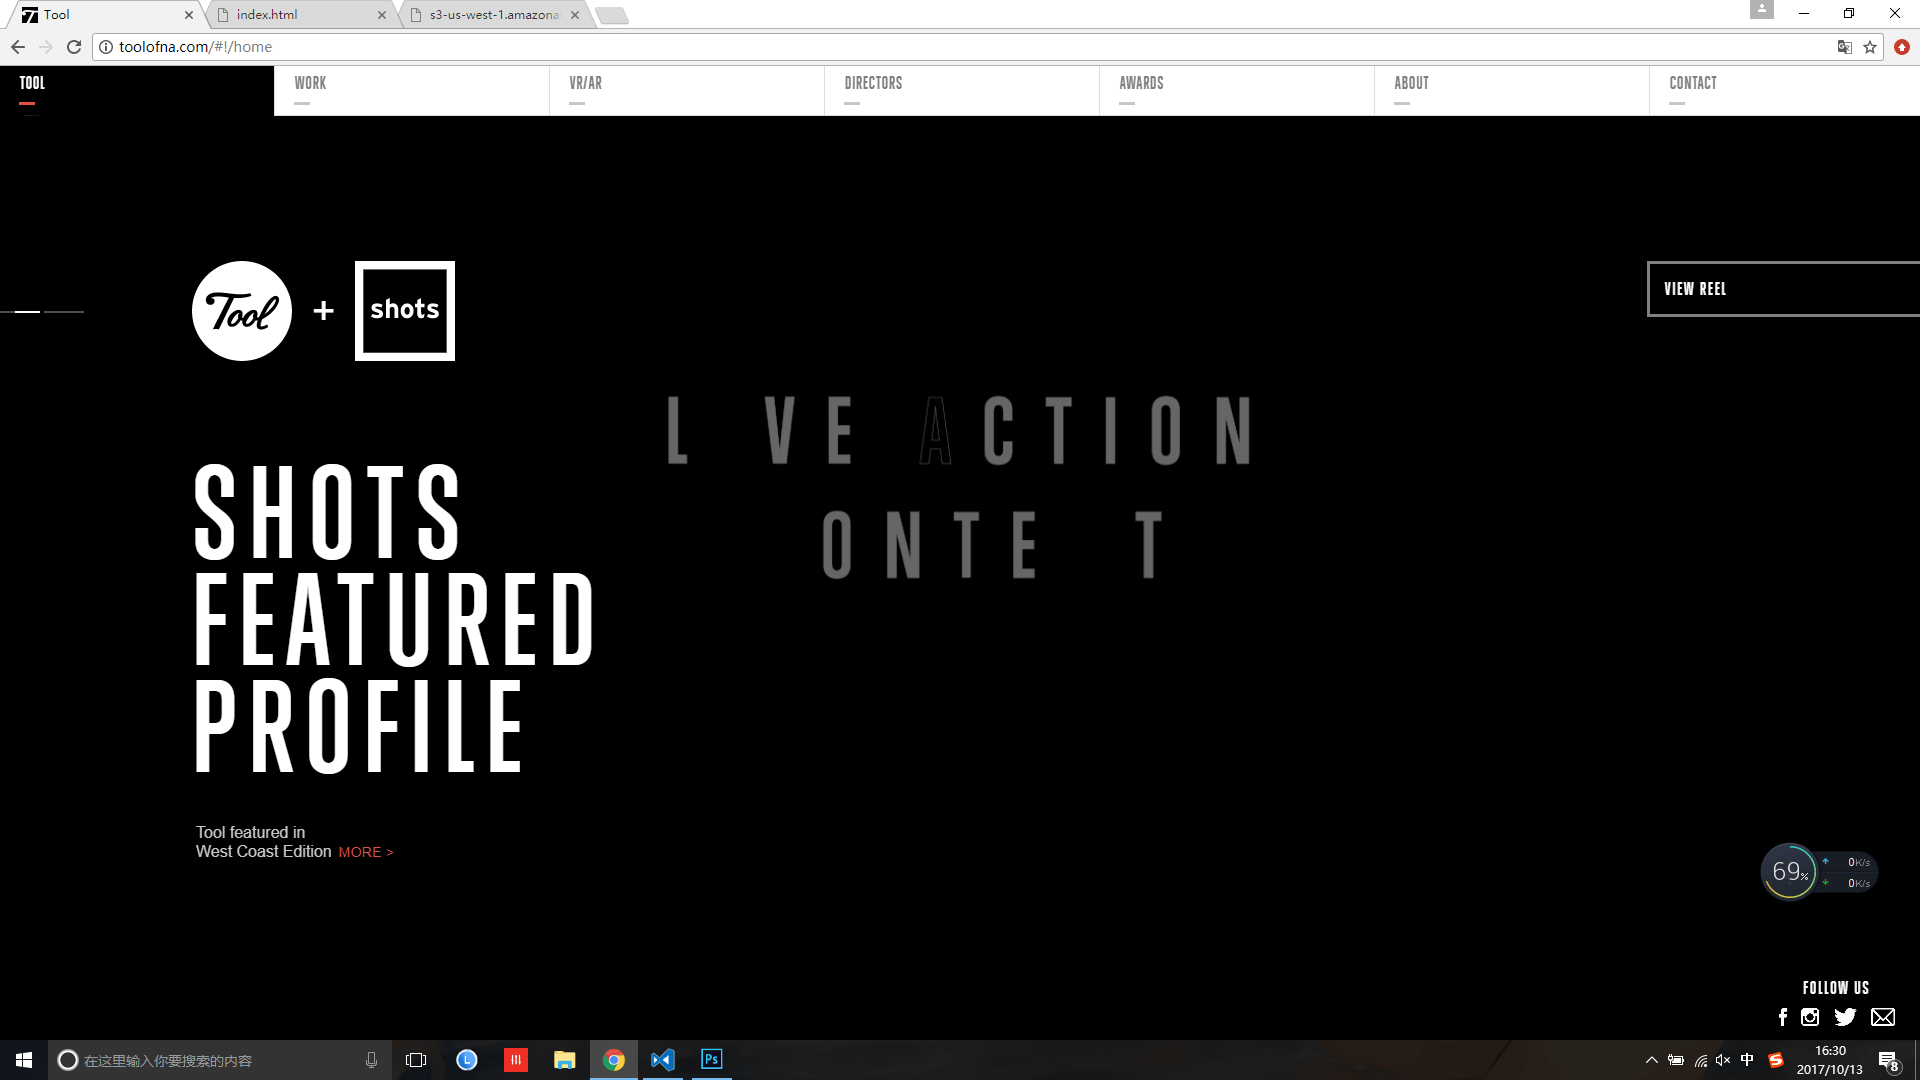 Tool
index.html
s3-us-west-1.amazona
toolofna.com/#!/home
TOOL
WORK
VR/AR
DIRECTORS
AWARDS
ABOUT
CONTACT
Tool + shots
VIEW REEL
L VE ACTION
ONTE T
SHOTS
FEATURED
PROFILE
Tool featured in
West Coast Edition MORE >
69%
0K/s
0K/s
FOLLOW US
在这里输入你要搜索的内容
Ps
中
16:30
2017/10/13
8